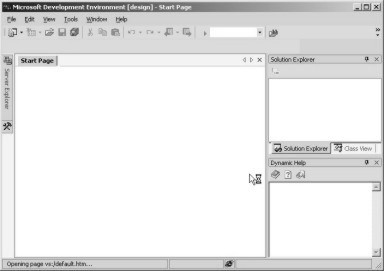 Microsoft Development Environment [design] - Start Page
File Edit View Tools Window Help
Start Page
Server Explorer
Solution Explorer
Solution Explorer Class View
Dynamic Help
Opening page vs:/default.htm...